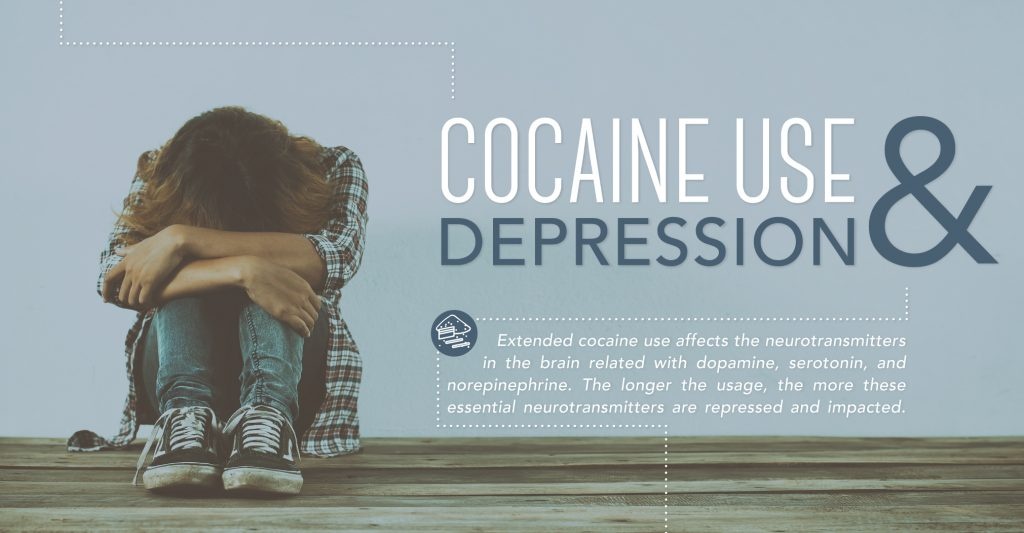 COCAINE USE &
DEPRESSION
Extended cocaine use affects the neurotransmitters
in the brain related with dopamine, serotonin, and
norepinephrine. The longer the usage, the more these
essential neurotransmitters are repressed and impacted.